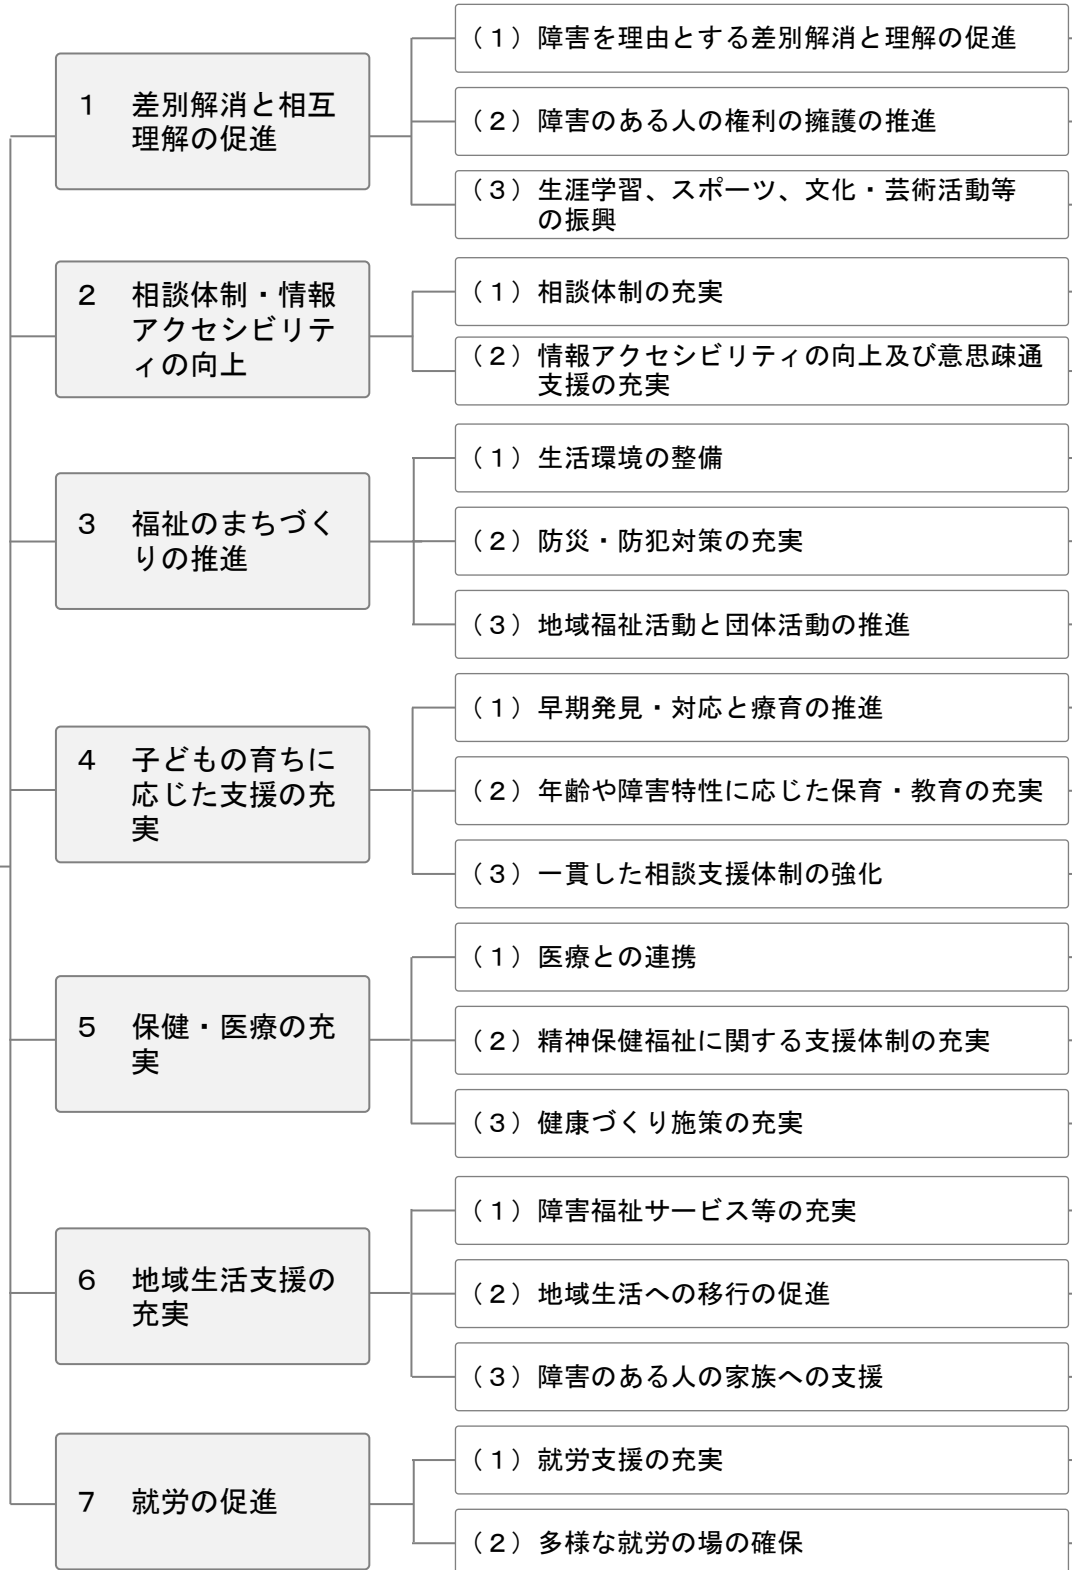 1　差別解消と相互
理解の促進
（1）障害を理由とする差別解消と理解の促進
（2）障害のある人の権利の擁護の推進
（3）生涯学習、スポーツ、文化・芸術活動等
の振興
2　相談体制・情報
アクセシビリテ
ィの向上
（1）相談体制の充実
（2）情報アクセシビリティの向上及び意思疎通
支援の充実
3　福祉のまちづく
りの推進
（1）生活環境の整備
（2）防災・防犯対策の充実
（3）地域福祉活動と団体活動の推進
4　子どもの育ちに
応じた支援の充
実
（1）早期発見・対応と療育の推進
（2）年齢や障害特性に応じた保育・教育の充実
（3）一貫した相談支援体制の強化
5　保健・医療の充
実
（1）医療との連携
（2）精神保健福祉に関する支援体制の充実
（3）健康づくり施策の充実
6　地域生活支援の
充実
（1）障害福祉サービス等の充実
（2）地域生活への移行の促進
（3）障害のある人の家族への支援
7　就労の促進
（1）就労支援の充実
（2）多様な就労の場の確保